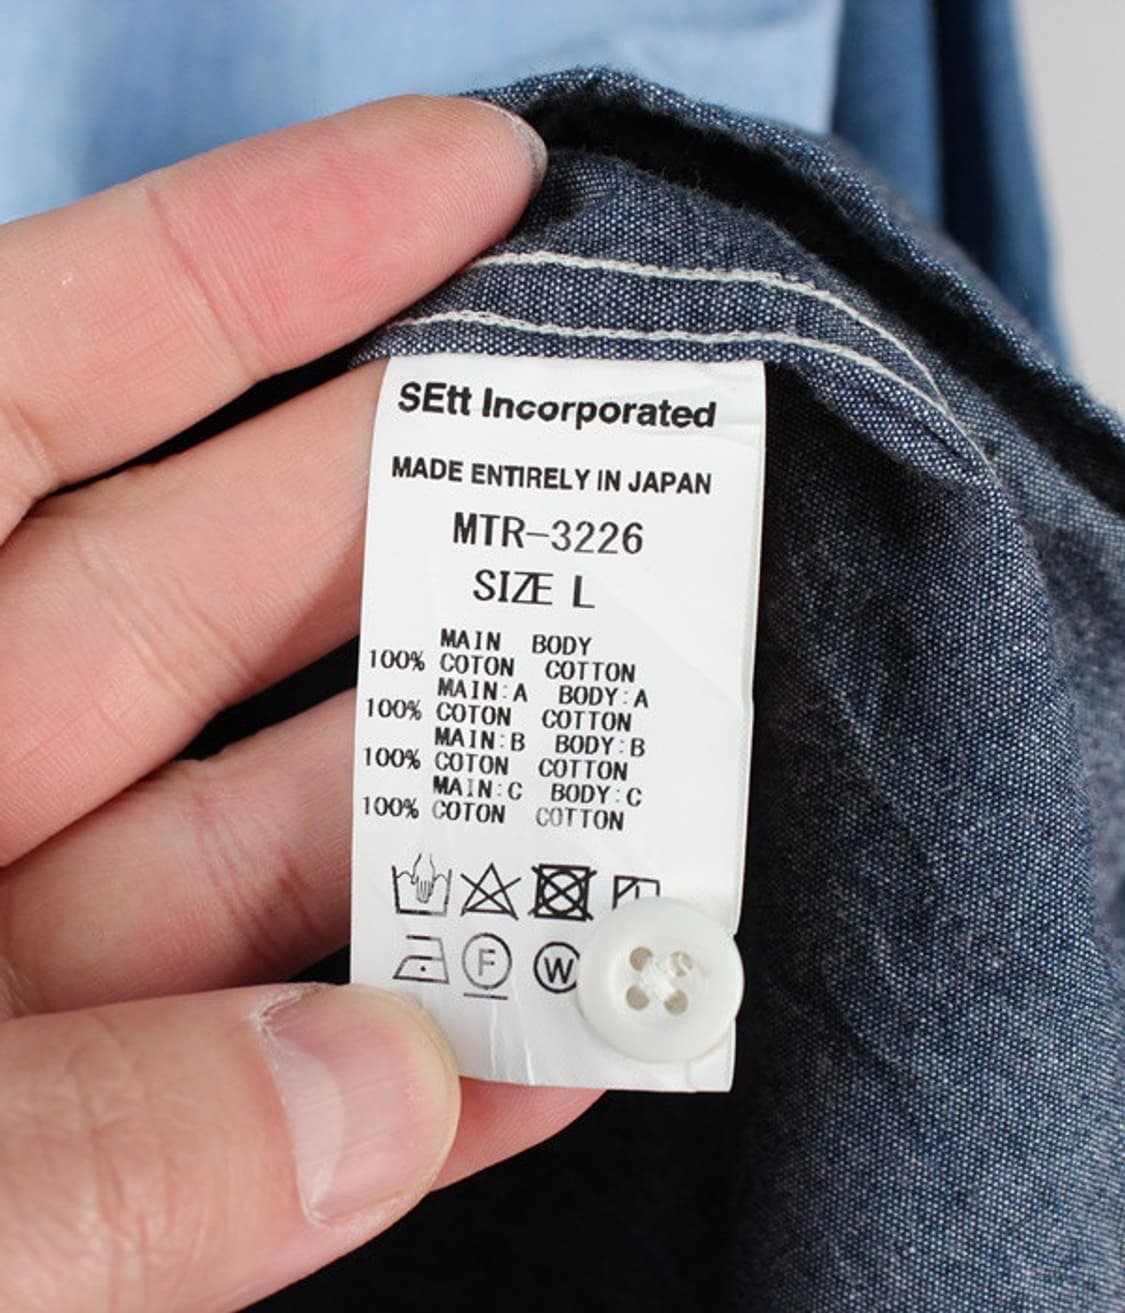 SEtt Incorporated
MADE ENTIRELY IN JAPAN
MTR-3226
SIZE L
MAIN BODY
100% COTON COTTON
MAIN:A BODY:A
100% COTON COTTON
MAIN:B BODY:B
100% COTON COTTON
MAIN:C BODY:C
100% COTON COTTON
F W